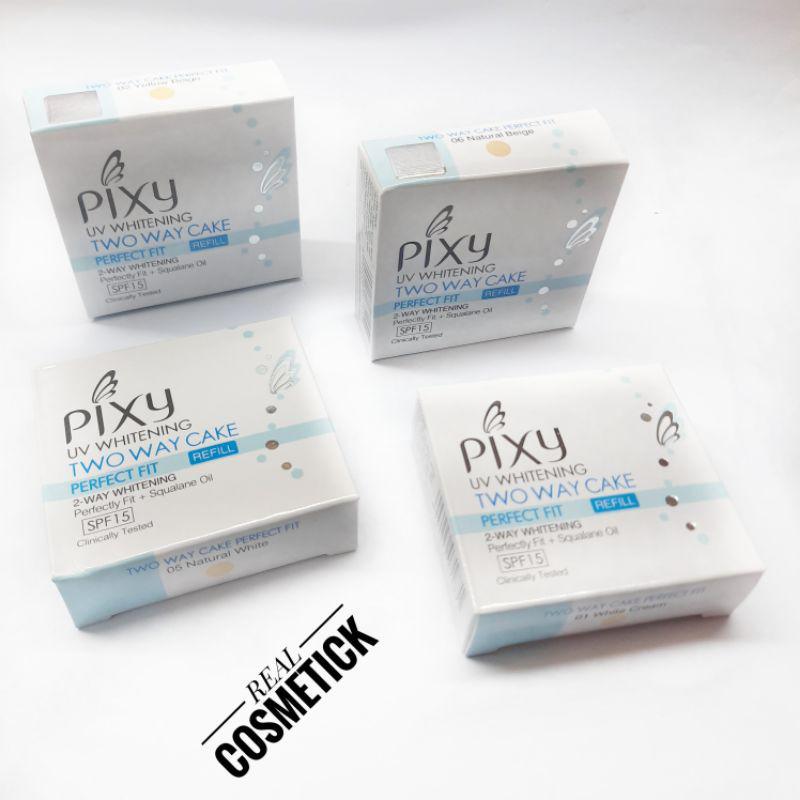 TWO WAY CAKE PERFECT FIT
02 Yellow Beige
PIXY
UV WHITENING
TWO WAY CAKE
PERFECT FIT REFILL
2-WAY WHITENING
Perfectly Fit + Squalane Oil
SPF15
Clinically Tested
TWO WAY CAKE PERFECT FIT
06 Natural Beige
PIXY
UV WHITENING
TWO WAY CAKE
PERFECT FIT REFILL
2-WAY WHITENING
Perfectly Fit + Squalane Oil
SPF15
Clinically Tested
PIXY
UV WHITENING
TWO WAY CAKE
PERFECT FIT REFILL
2-WAY WHITENING
Perfectly Fit + Squalane Oil
SPF15
Clinically Tested
TWO WAY CAKE PERFECT FIT
05 Natural White
PIXY
UV WHITENING
TWO WAY CAKE
PERFECT FIT REFILL
2-WAY WHITENING
Perfectly Fit + Squalane Oil
SPF15
Clinically Tested
TWO WAY CAKE PERFECT FIT
01 White Cream
REAL
COSMETICK